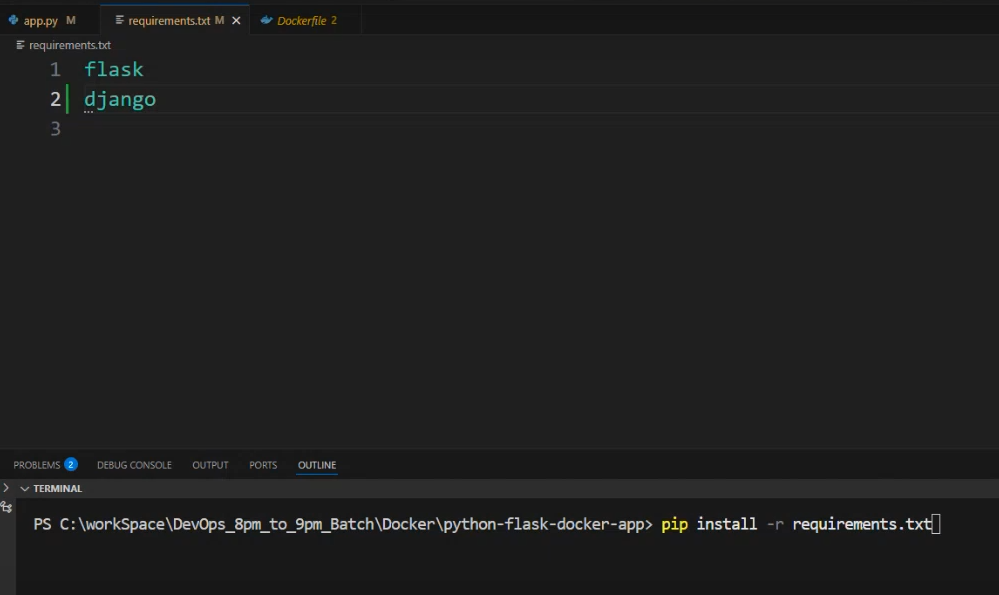 app.py M requirements.txt M Dockerfile 2
requirements.txt
1 flask
2 django
3
PROBLEMS 2 DEBUG CONSOLE OUTPUT PORTS OUTLINE
TERMINAL
PS C:\workSpace\DevOps_8pm_to_9pm_Batch\Docker\python-flask-docker-app> pip install -r requirements.txt